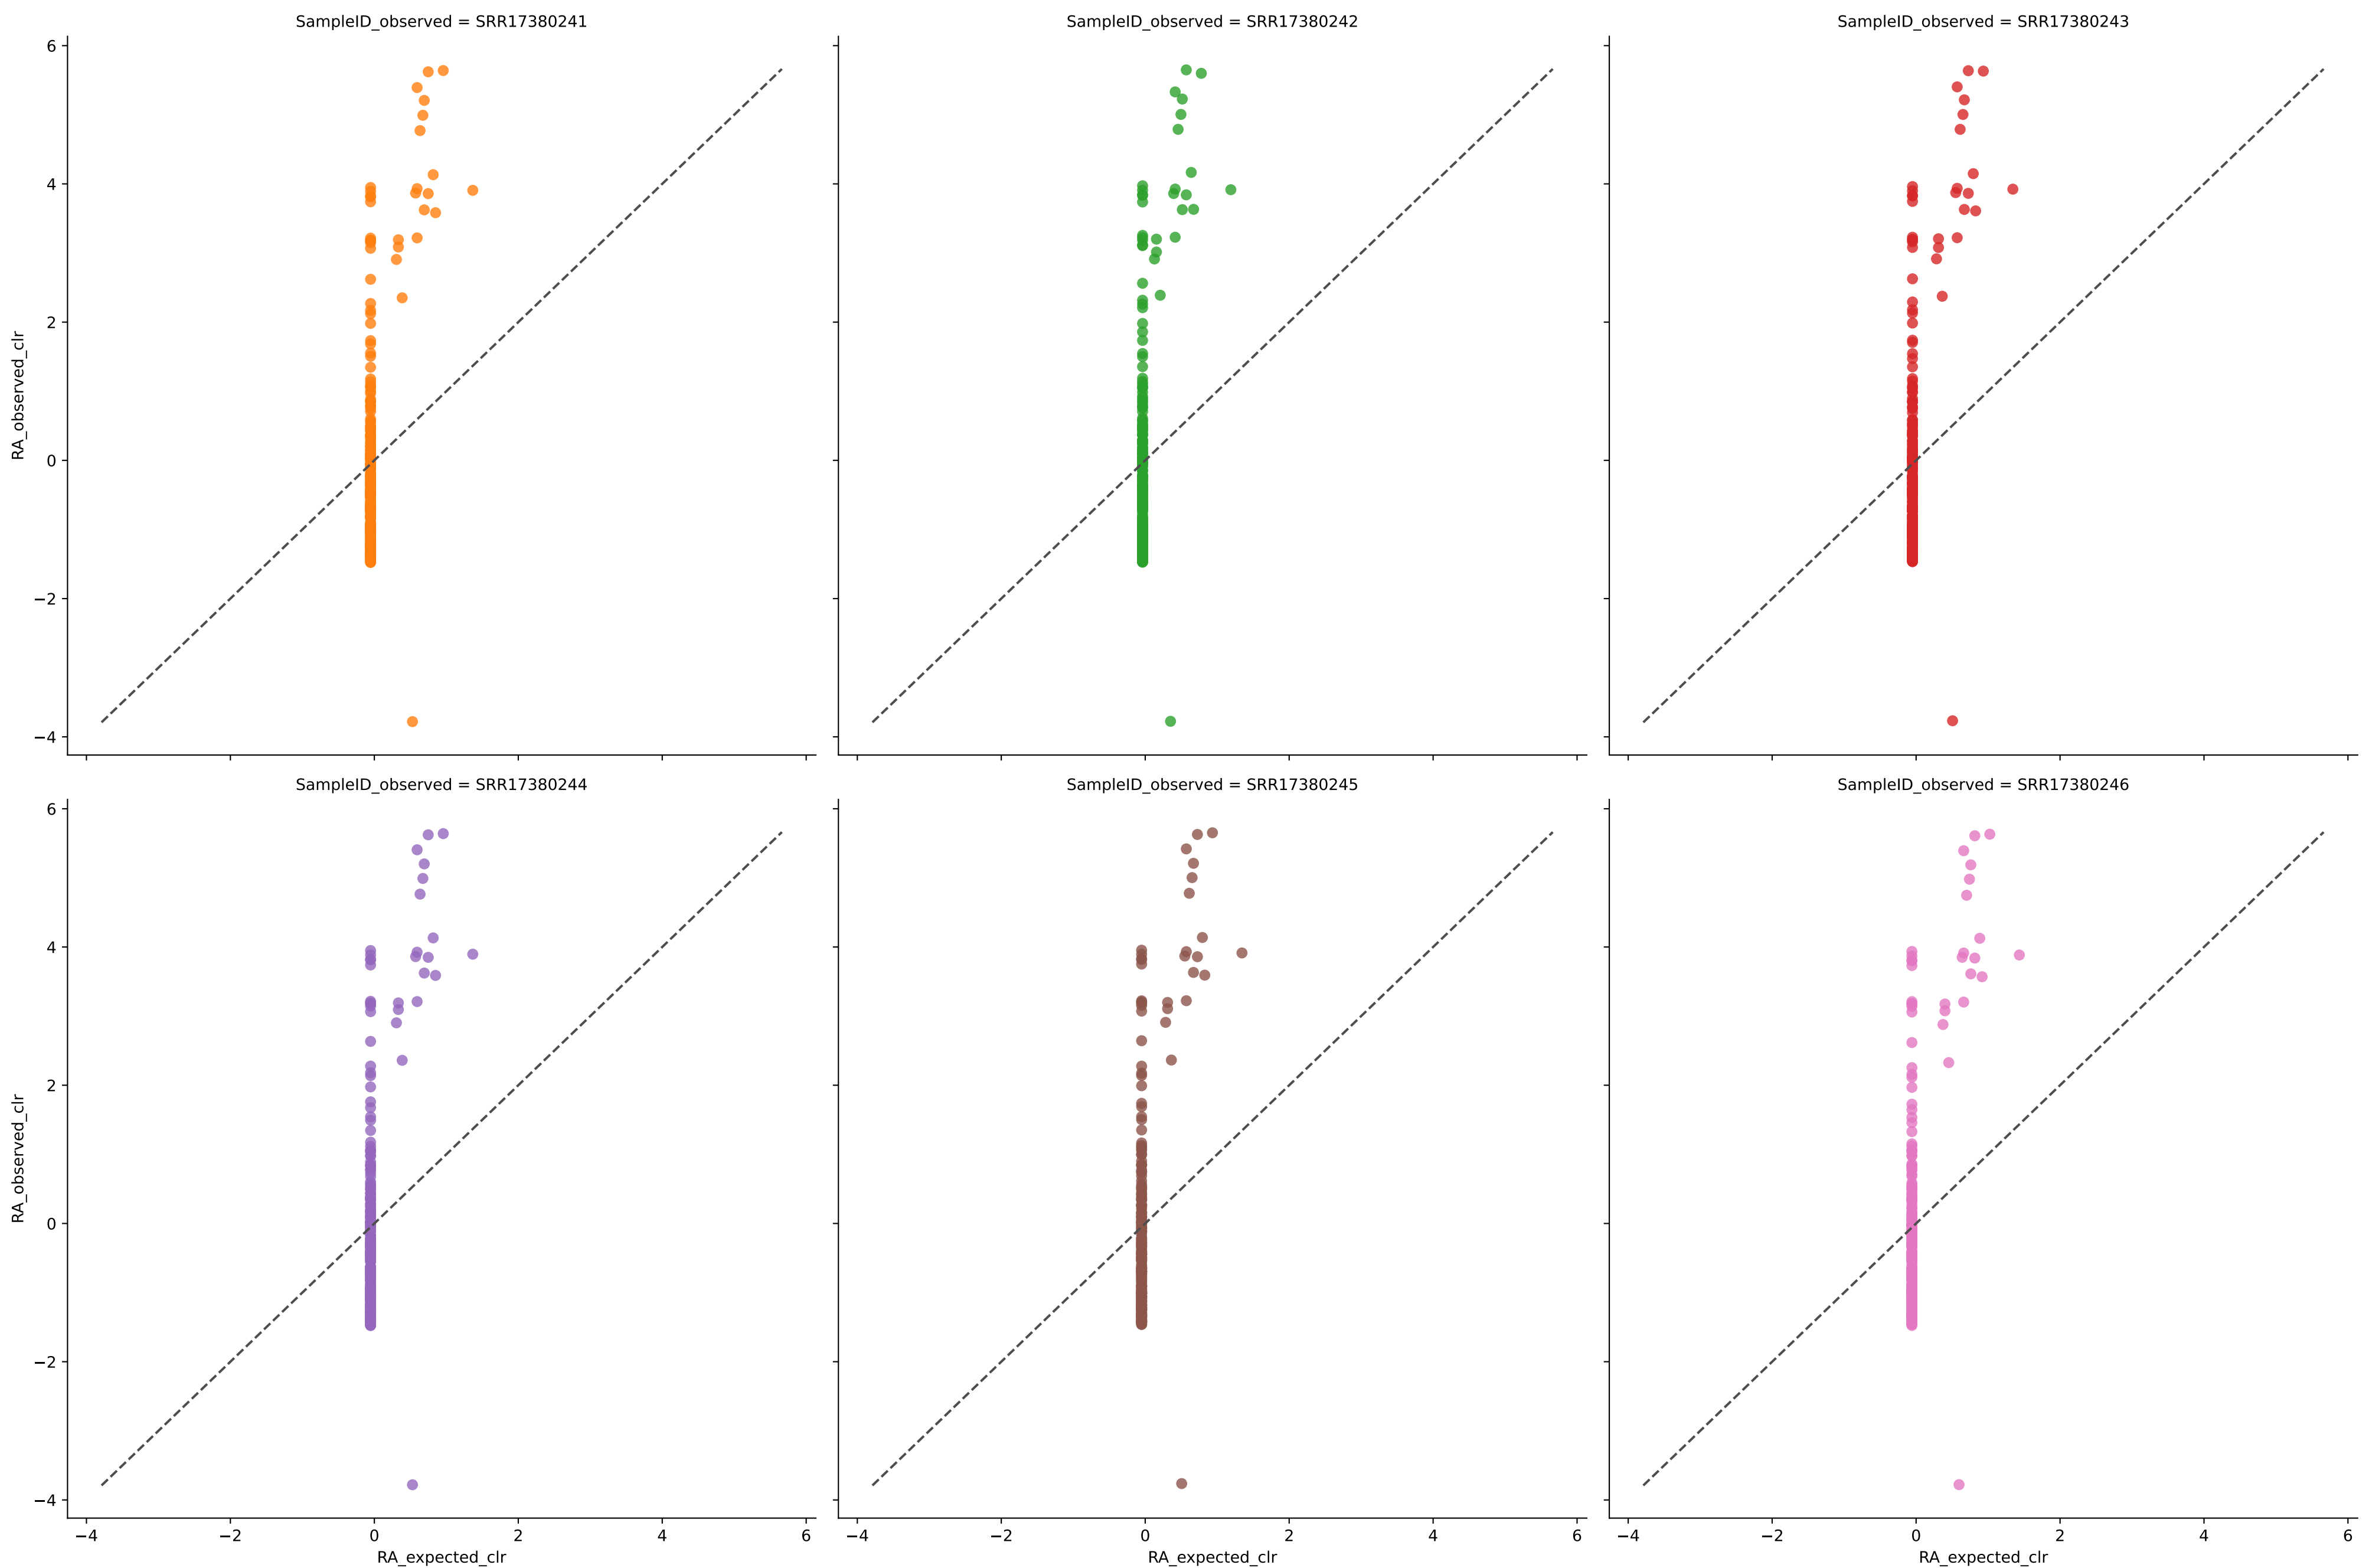 SampleID_observed = SRR17380241
SampleID_observed = SRR17380242
SampleID_observed = SRR17380243
6
4
2
0
−2
−4
RA_observed_clr
SampleID_observed = SRR17380244
SampleID_observed = SRR17380245
SampleID_observed = SRR17380246
6
4
2
0
−2
−4
RA_observed_clr
−4 −2 0 2 4 6
−4 −2 0 2 4 6
−4 −2 0 2 4 6
RA_expected_clr
RA_expected_clr
RA_expected_clr